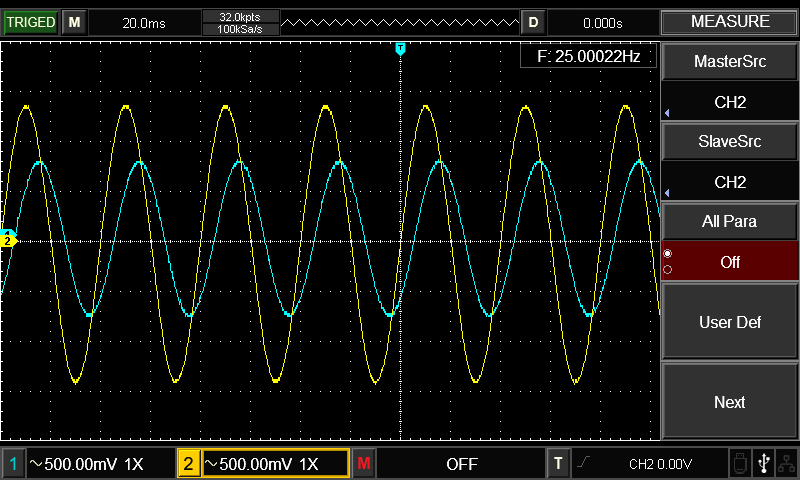 TRIGED M 20.0ms 32.0kpts 100kSa/s D 0.000s MEASURE
T
F: 25.00022Hz
MasterSrc
CH2
SlaveSrc
CH2
All Para
2
Off
User Def
Next
1 ~500.00mV 1X 2 ~500.00mV 1X M OFF T CH2 0.00V